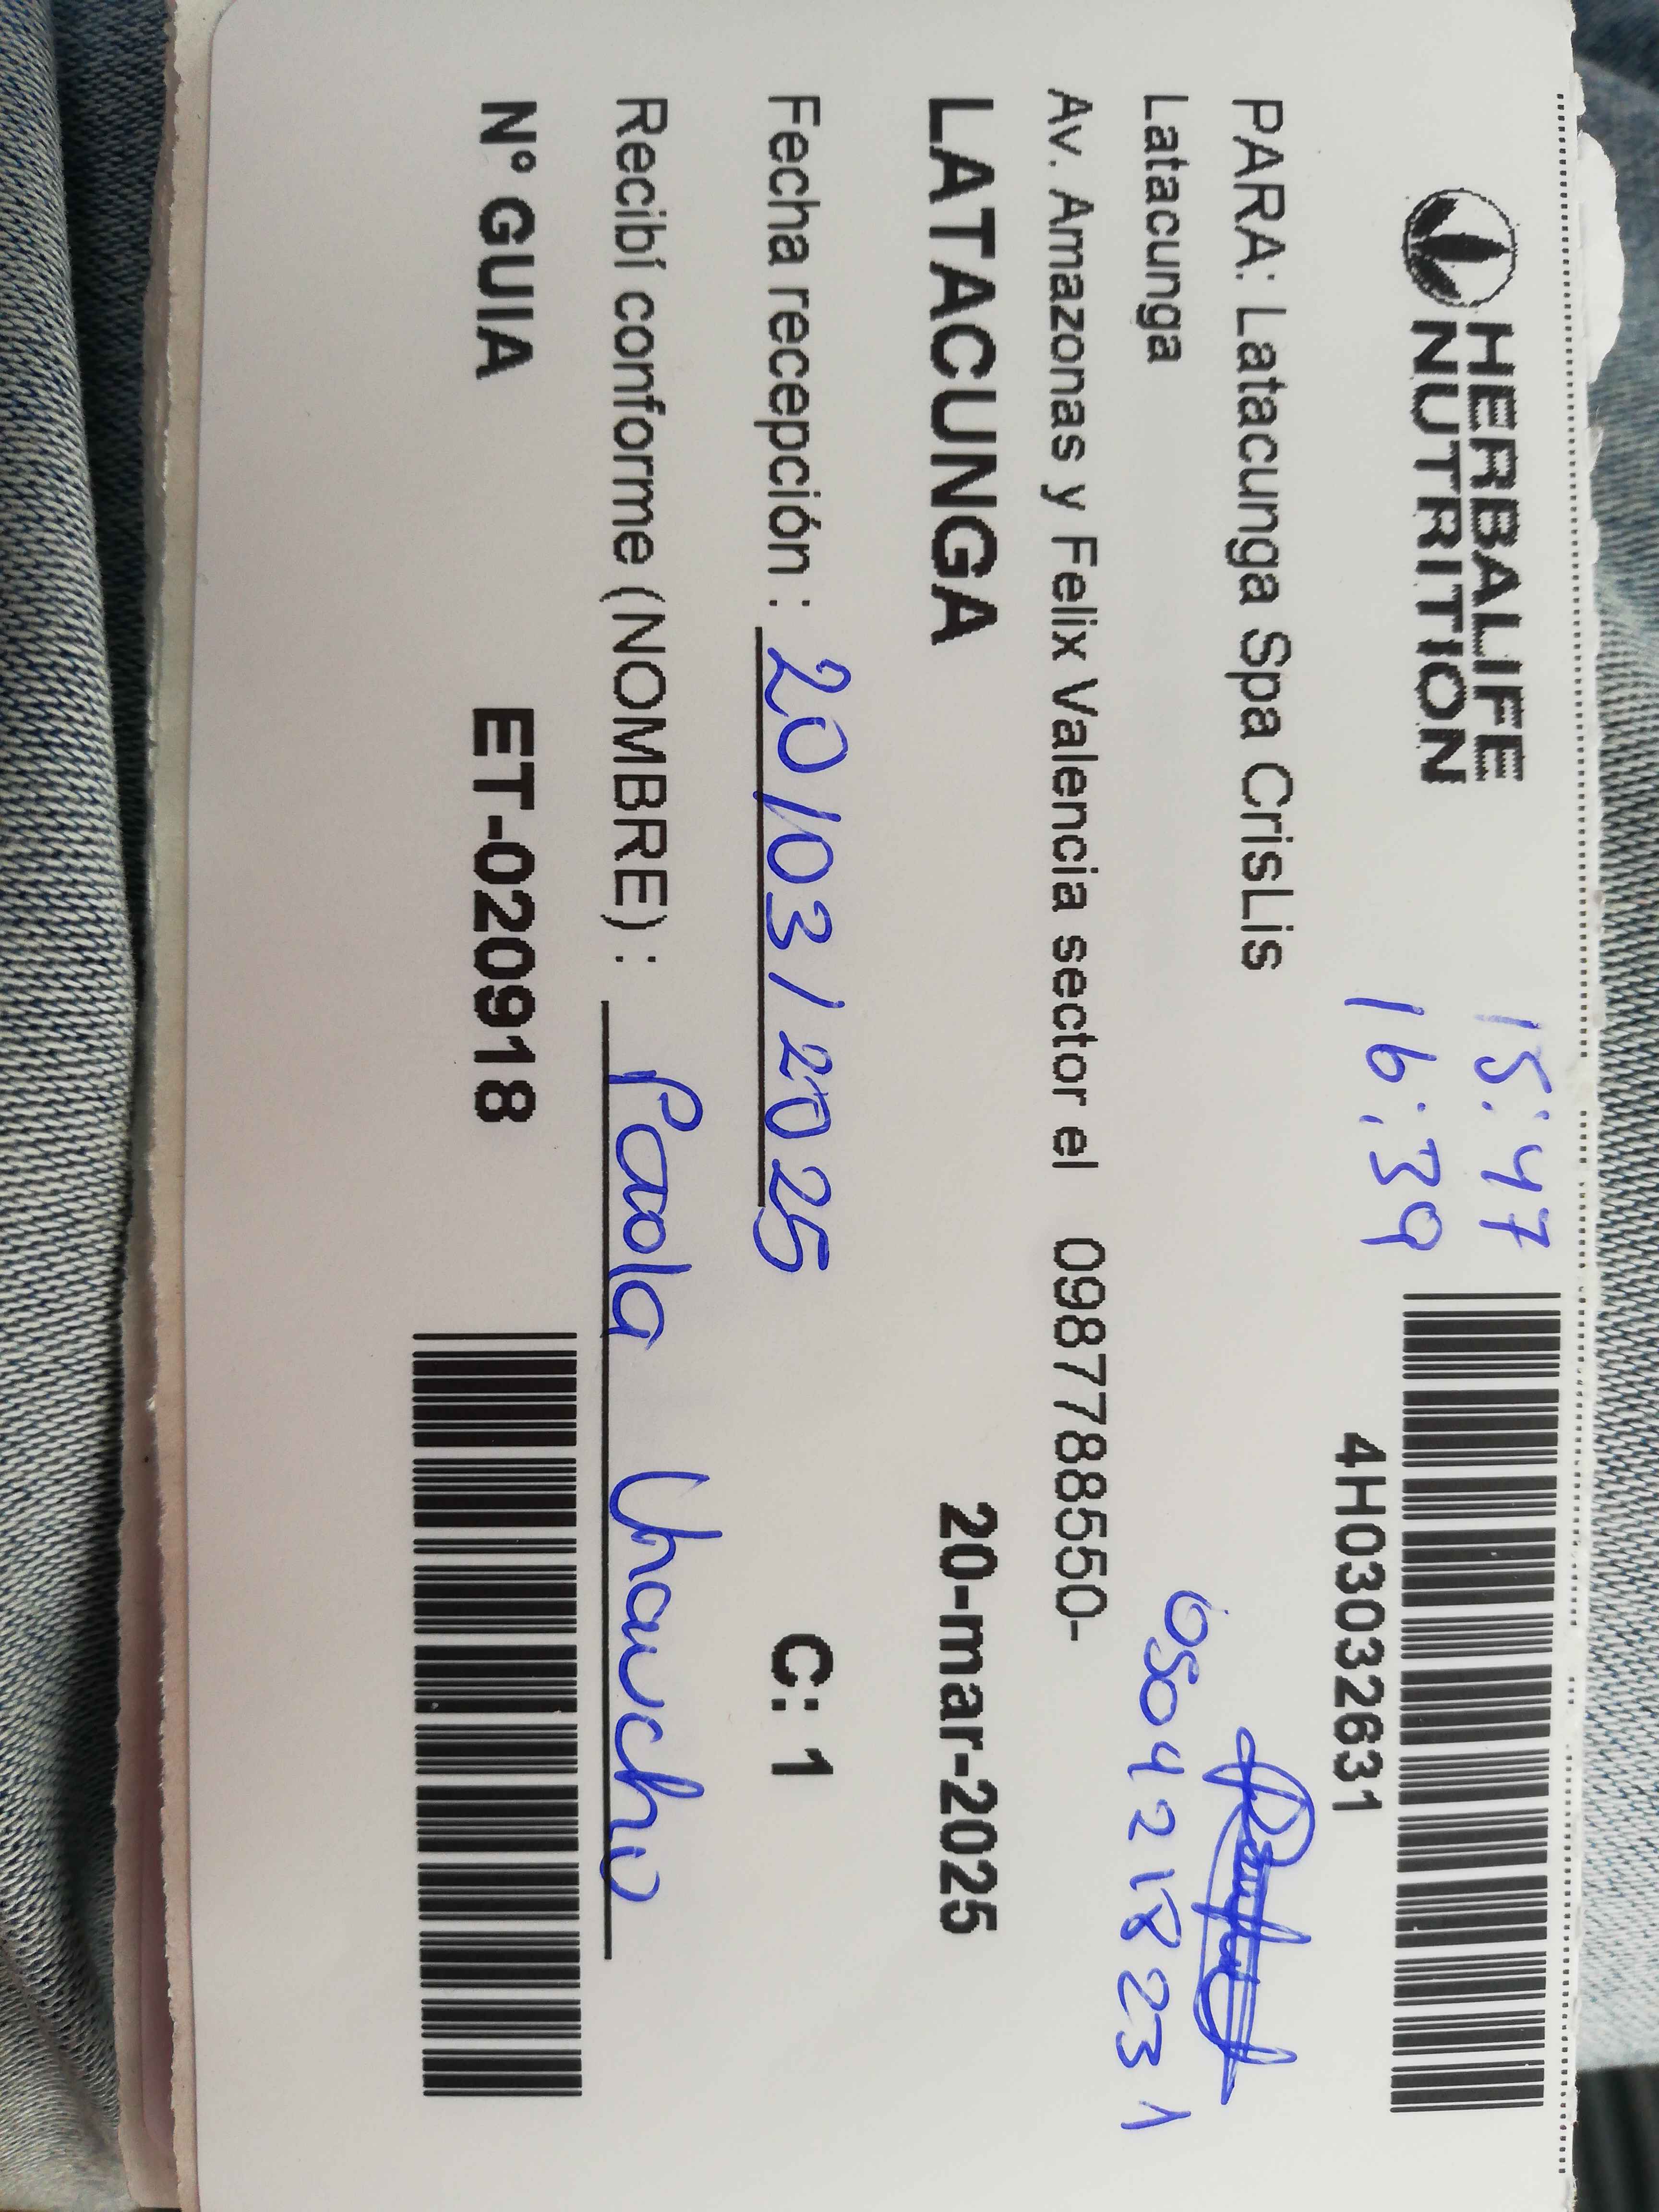 HERBALIFE
NUTRITION
15:47
16:39
4H03032631
PARA: Latacunga Spa CrisLis
Latacunga
0504218231
Av. Amazonas y Felix Valencia sector el 0987788550-
LATACUNGA 20-mar-2025
Fecha recepción : 20/03/2025 C: 1
Recibí conforme (NOMBRE) : Paola
N° GUIA ET-020918